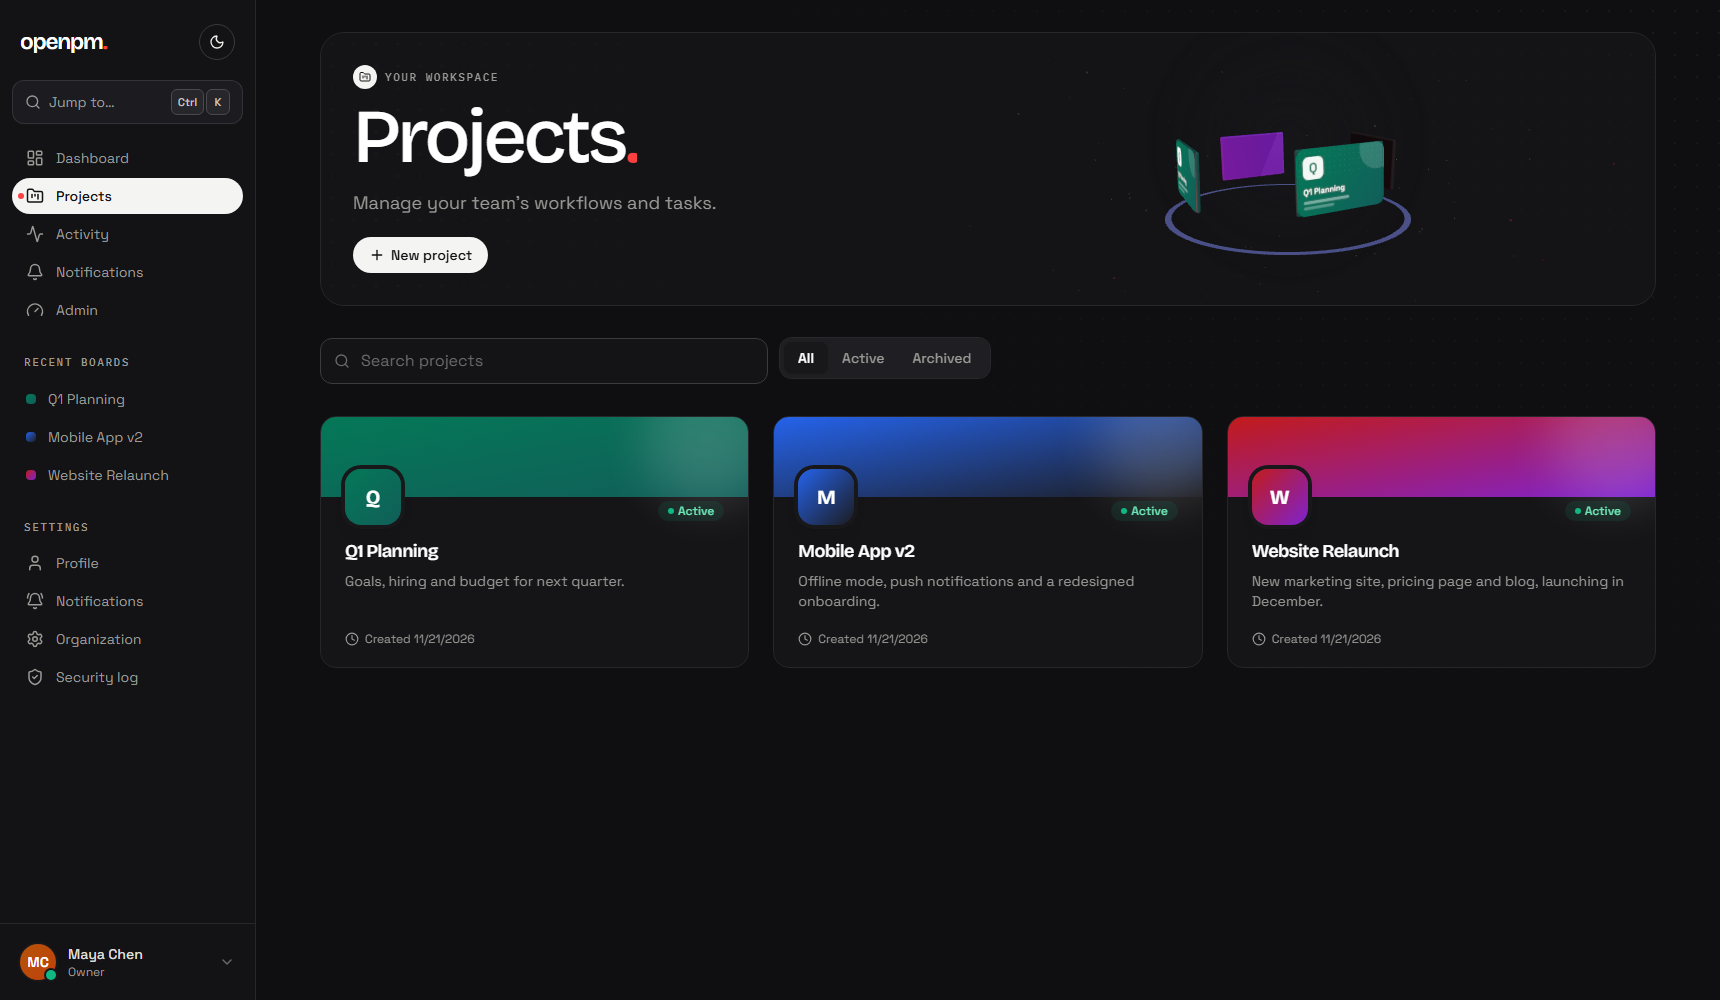 openpm.
Jump to...
Ctrl
K
Dashboard
Projects
Activity
Notifications
Admin
RECENT BOARDS
Q1 Planning
Mobile App v2
Website Relaunch
SETTINGS
Profile
Notifications
Organization
Security log
MC
Maya Chen
Owner
YOUR WORKSPACE
Projects.
Manage your team's workflows and tasks.
New project
Q
Q1 Planning
Search projects
All
Active
Archived
Q
Active
Q1 Planning
Goals, hiring and budget for next quarter.
Created 11/21/2026
M
Active
Mobile App v2
Offline mode, push notifications and a redesigned
onboarding.
Created 11/21/2026
W
Active
Website Relaunch
New marketing site, pricing page and blog, launching in
December.
Created 11/21/2026